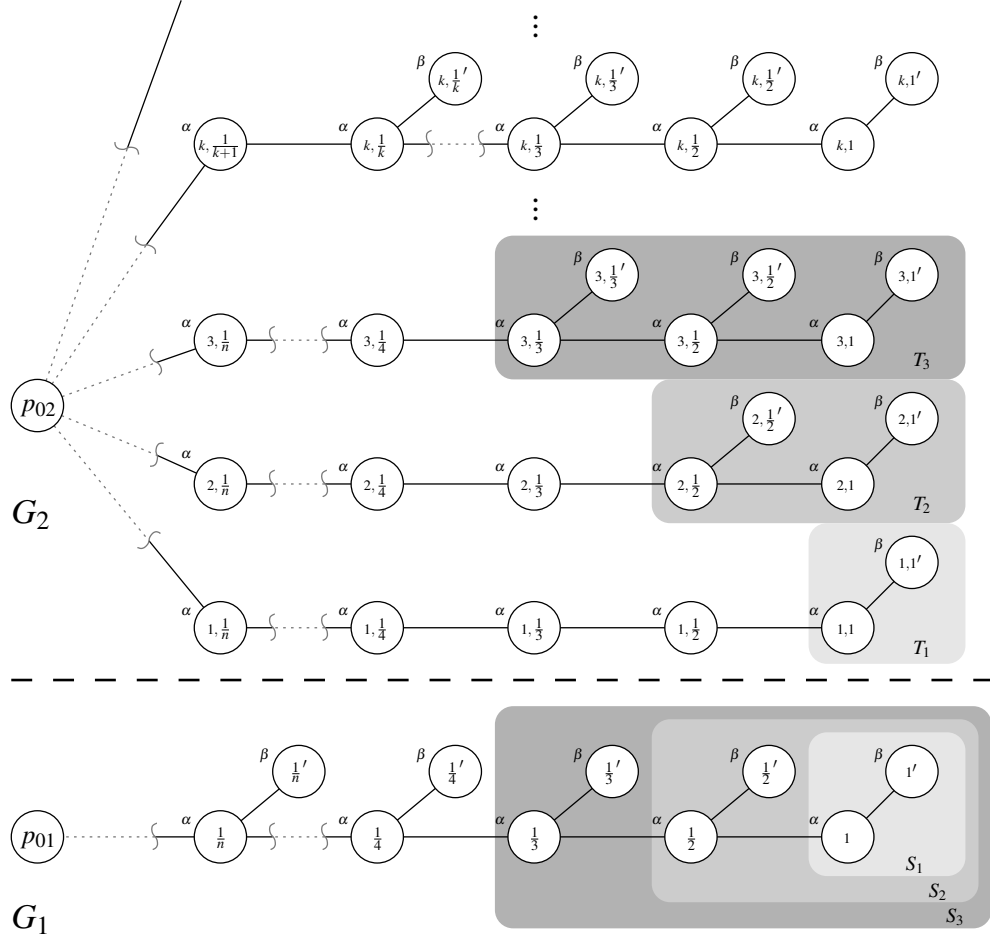 ⋮
β β β β
k,1/k′ k,1/3′ k,1/2′ k,1′
α α α α α
k,1/(k+1) k,1/k k,1/3 k,1/2 k,1
⋮
β β β
3,1/3′ 3,1/2′ 3,1′
α α α α α
3,1/n 3,1/4 3,1/3 3,1/2 3,1
T₃
p₀₂
β β
2,1/2′ 2,1′
α α α α
2,1/n 2,1/4 2,1/3 2,1/2 2,1
G₂
T₂
β
1,1′
α α α
1,1/n 1,1/4 1,1/3 1,1/2 1,1
T₁
β β β β β
1/n′ 1/4′ 1/3′ 1/2′ 1′
α α α α α
p₀₁ 1/n 1/4 1/3 1/2 1
S₁
S₂
S₃
G₁